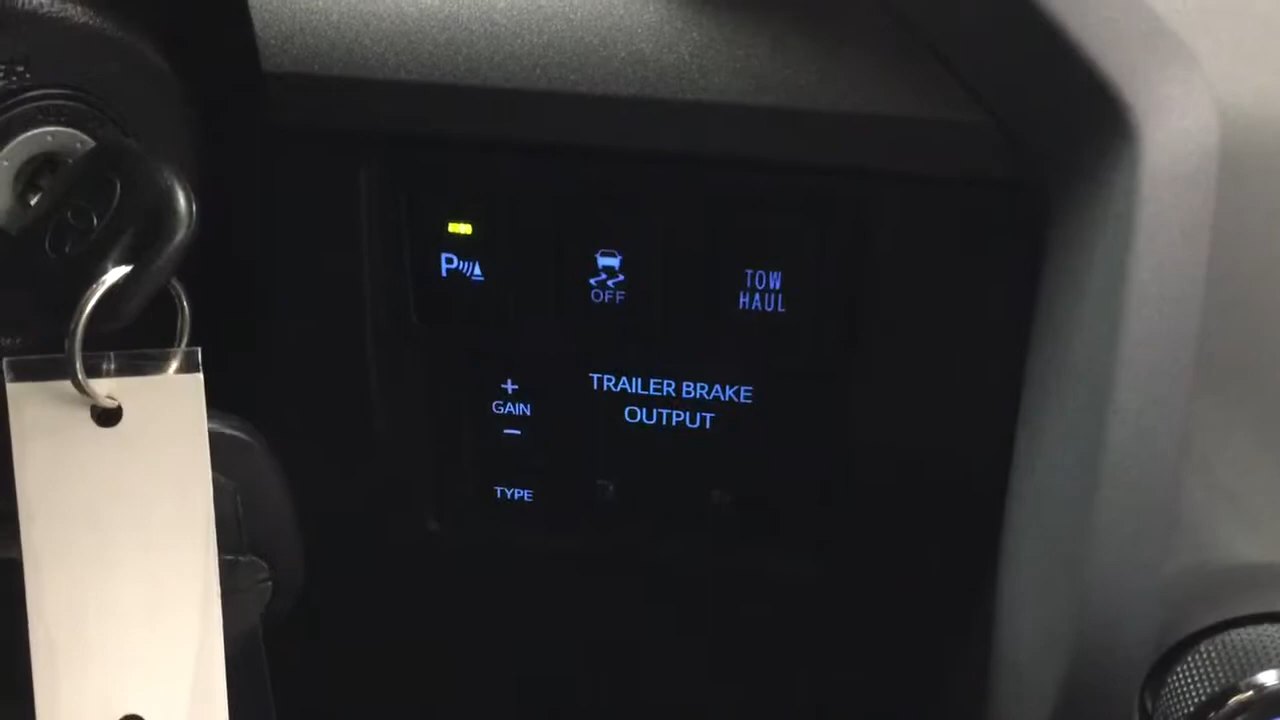 P
OFF
TOW
HAUL
+
GAIN
−
TRAILER BRAKE
OUTPUT
TYPE